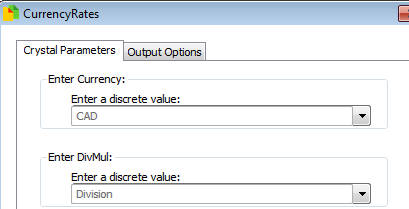 CurrencyRates
Crystal Parameters
Output Options
Enter Currency:
Enter a discrete value:
CAD
Enter DivMul:
Enter a discrete value:
Division